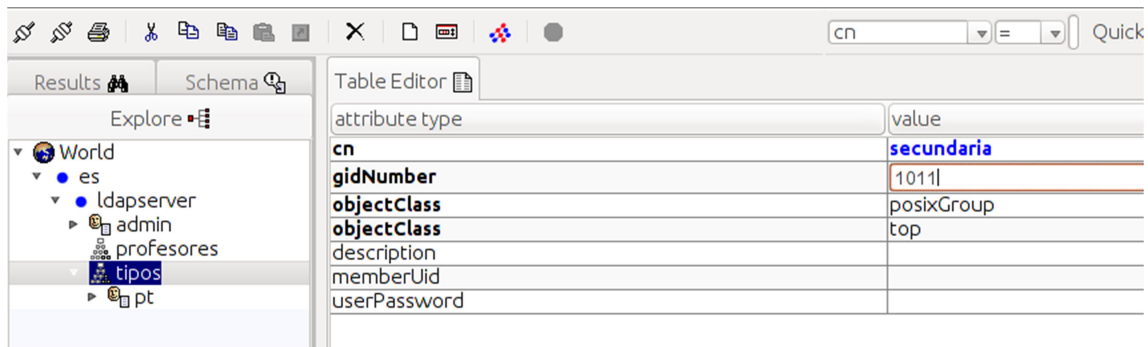 cn = Quick
Results Schema Table Editor
Explore attribute type value
World cn secundaria
es gidNumber 1011
ldapserver objectClass posixGroup
admin objectClass top
profesores description
tipos memberUid
pt userPassword